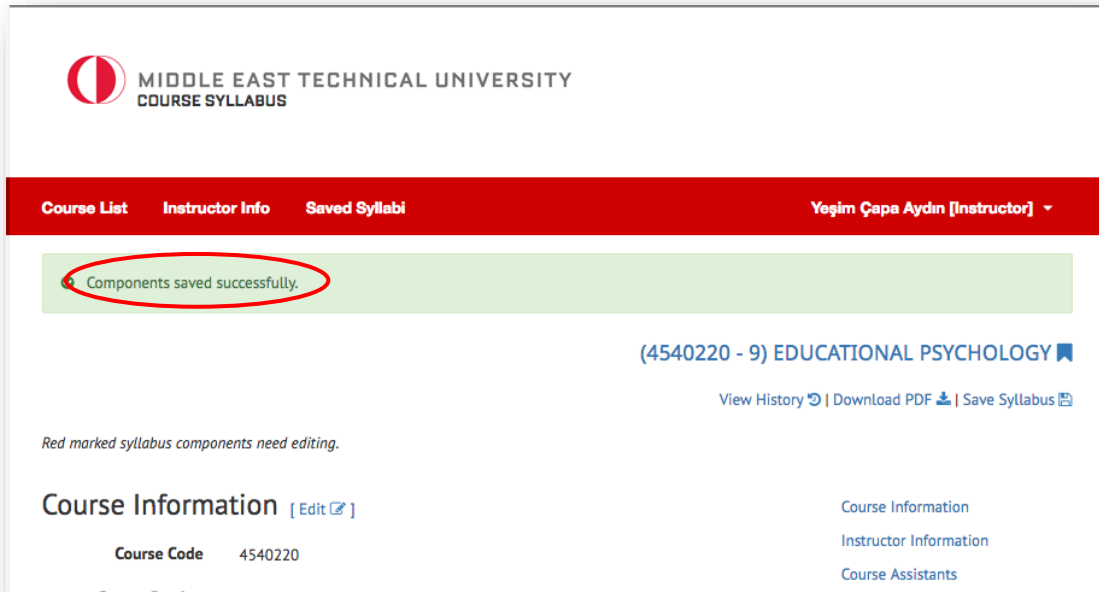 MIDDLE EAST TECHNICAL UNIVERSITY
COURSE SYLLABUS
Course List Instructor Info Saved Syllabi Yeşim Çapa Aydın [Instructor]
Components saved successfully.
(4540220 - 9) EDUCATIONAL PSYCHOLOGY
View History | Download PDF | Save Syllabus
Red marked syllabus components need editing.
Course Information [ Edit ]
Course Code 4540220
Course Information
Instructor Information
Course Assistants